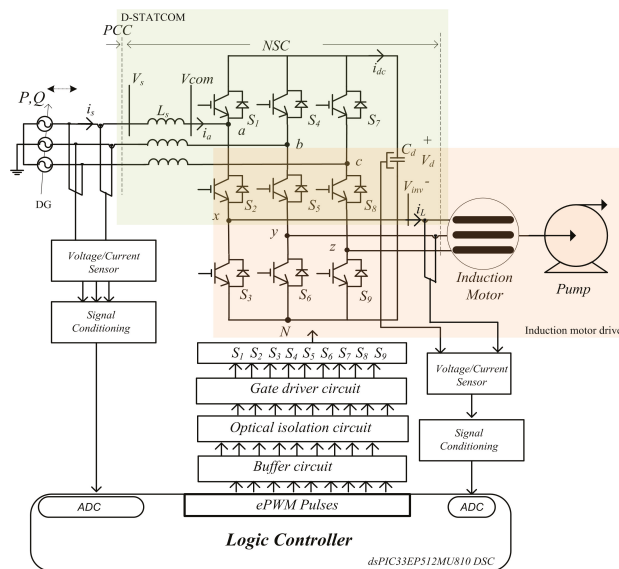 D-STATCOM
PCC
NSC
P,Q
i_s
V_s
L_s
Vcom
i_a
a
S_1
S_4
S_7
i_dc
b
c
C_d
+
V_d
-
DG
S_2
S_5
S_8
V_inv
i_L
x
y
z
S_3
S_6
S_9
N
Induction
Motor
Pump
Induction motor drive
Voltage/Current
Sensor
Signal
Conditioning
S_1 S_2 S_3 S_4 S_5 S_6 S_7 S_8 S_9
Gate driver circuit
Optical isolation circuit
Buffer circuit
Voltage/Current
Sensor
Signal
Conditioning
ADC
ePWM Pulses
ADC
Logic Controller
dsPIC33EP512MU810 DSC